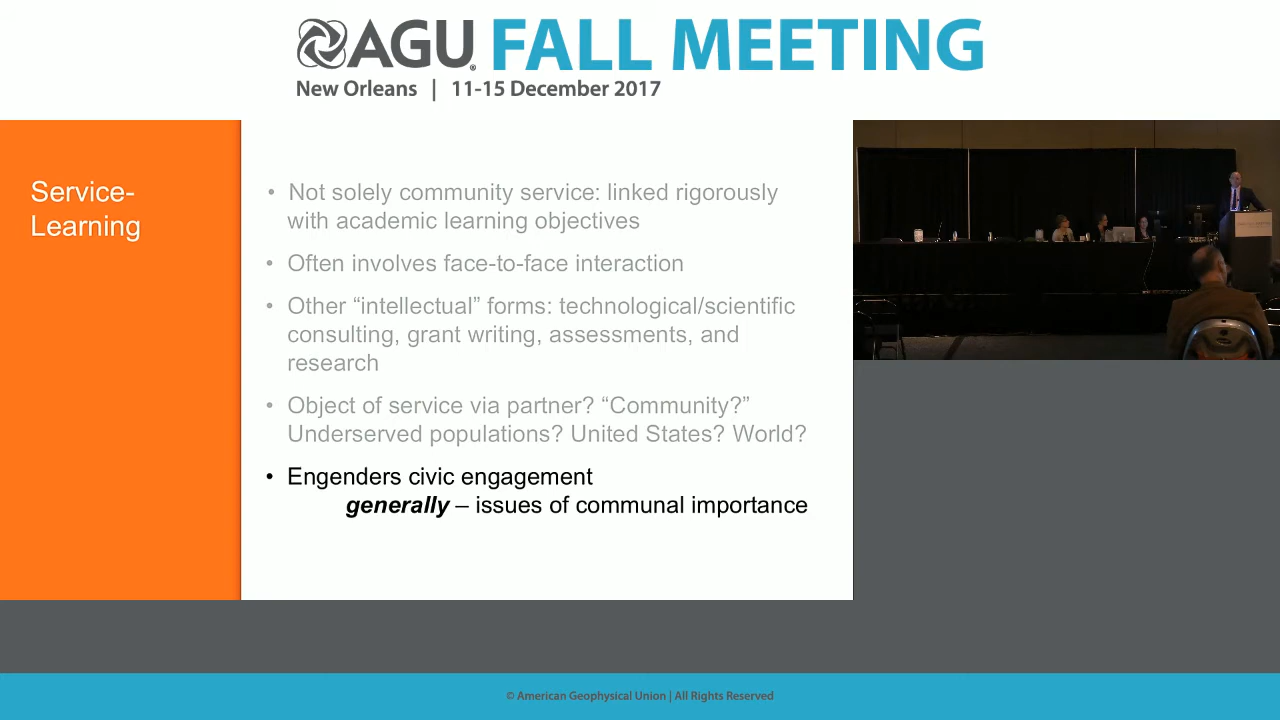 AGU FALL MEETING
New Orleans | 11-15 December 2017
Service-
Learning
• Not solely community service: linked rigorously
with academic learning objectives
• Often involves face-to-face interaction
• Other “intellectual” forms: technological/scientific
consulting, grant writing, assessments, and
research
• Object of service via partner? “Community?”
Underserved populations? United States? World?
• Engenders civic engagement
generally – issues of communal importance
© American Geophysical Union | All Rights Reserved